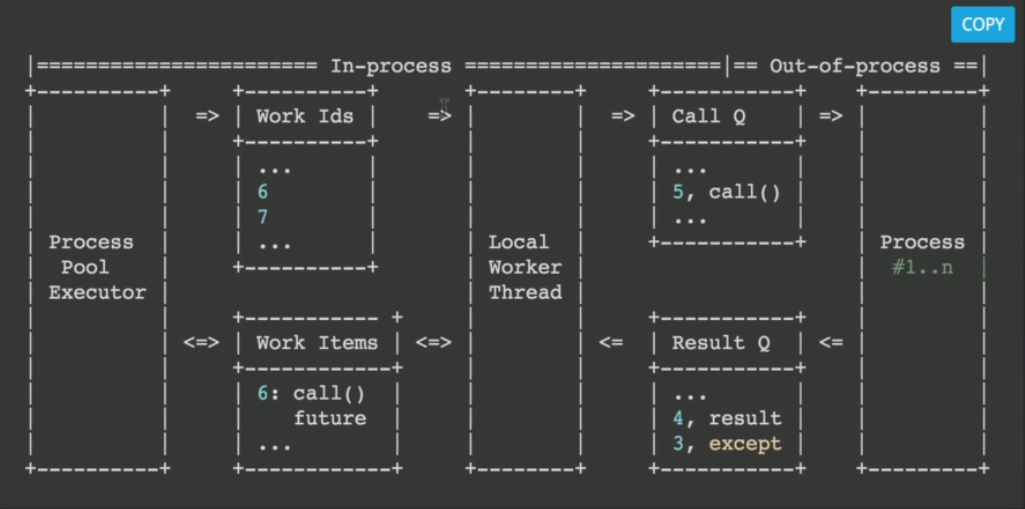 COPY
|======================= In-process =====================|== Out-of-process ==|
+----------+     +----------+       +--------+     +-----------+     +---------+
|          |  => | Work Ids |    => |        |  => | Call Q    |  => |         |
|          |     +----------+       |        |     +-----------+     |         |
|          |     | ...      |       |        |     | ...       |     |         |
|          |     | 6        |       |        |     | 5, call() |     |         |
|          |     | 7        |       |        |     | ...       |     |         |
| Process  |     | ...      |       | Local  |     +-----------+     | Process |
|  Pool    |     +----------+       | Worker |                       |  #1..n  |
| Executor |                        | Thread |                       |         |
|          |     +----------- +     |        |     +-----------+     |         |
|          | <=> | Work Items | <=> |        | <=  | Result Q  | <=  |         |
|          |     +------------+     |        |     +-----------+     |         |
|          |     | 6: call()  |     |        |     | ...       |     |         |
|          |     |    future  |     |        |     | 4, result |     |         |
|          |     | ...        |     |        |     | 3, except |     |         |
+----------+     +------------+     +--------+     +-----------+     +---------+